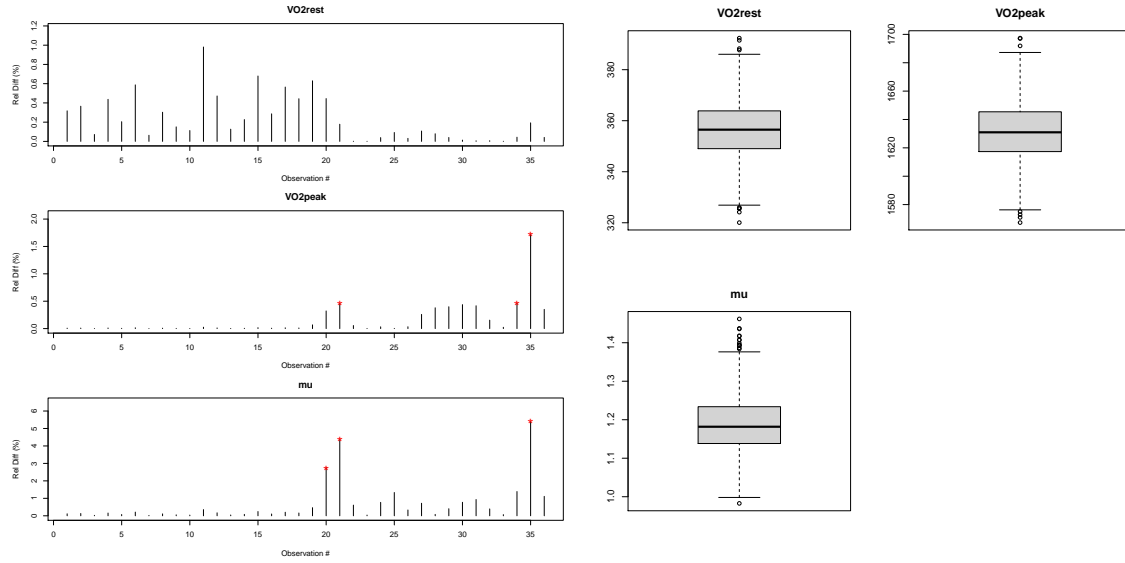 VO2rest
Rel Diff (%)
0.0 0.2 0.4 0.6 0.8 1.0 1.2
0 5 10 15 20 25 30 35
Observation #
VO2peak
Rel Diff (%)
0.0 0.5 1.0 1.5 2.0
0 5 10 15 20 25 30 35
Observation #
mu
Rel Diff (%)
0 1 2 3 4 5 6
0 5 10 15 20 25 30 35
Observation #
VO2rest
320 340 360 380
VO2peak
1580 1620 1660 1700
mu
1.0 1.1 1.2 1.3 1.4